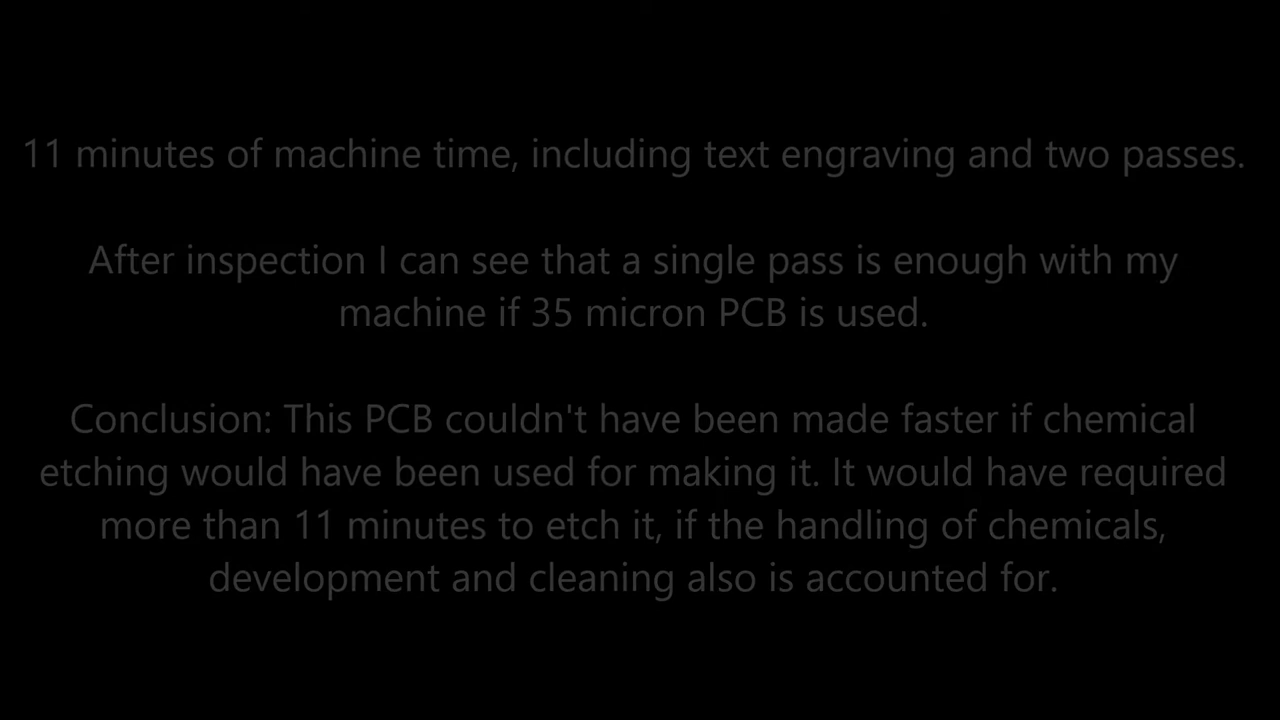 11 minutes of machine time, including text engraving and two passes.
After inspection I can see that a single pass is enough with my
machine if 35 micron PCB is used.
Conclusion: This PCB couldn't have been made faster if chemical
etching would have been used for making it. It would have required
more than 11 minutes to etch it, if the handling of chemicals,
development and cleaning also is accounted for.